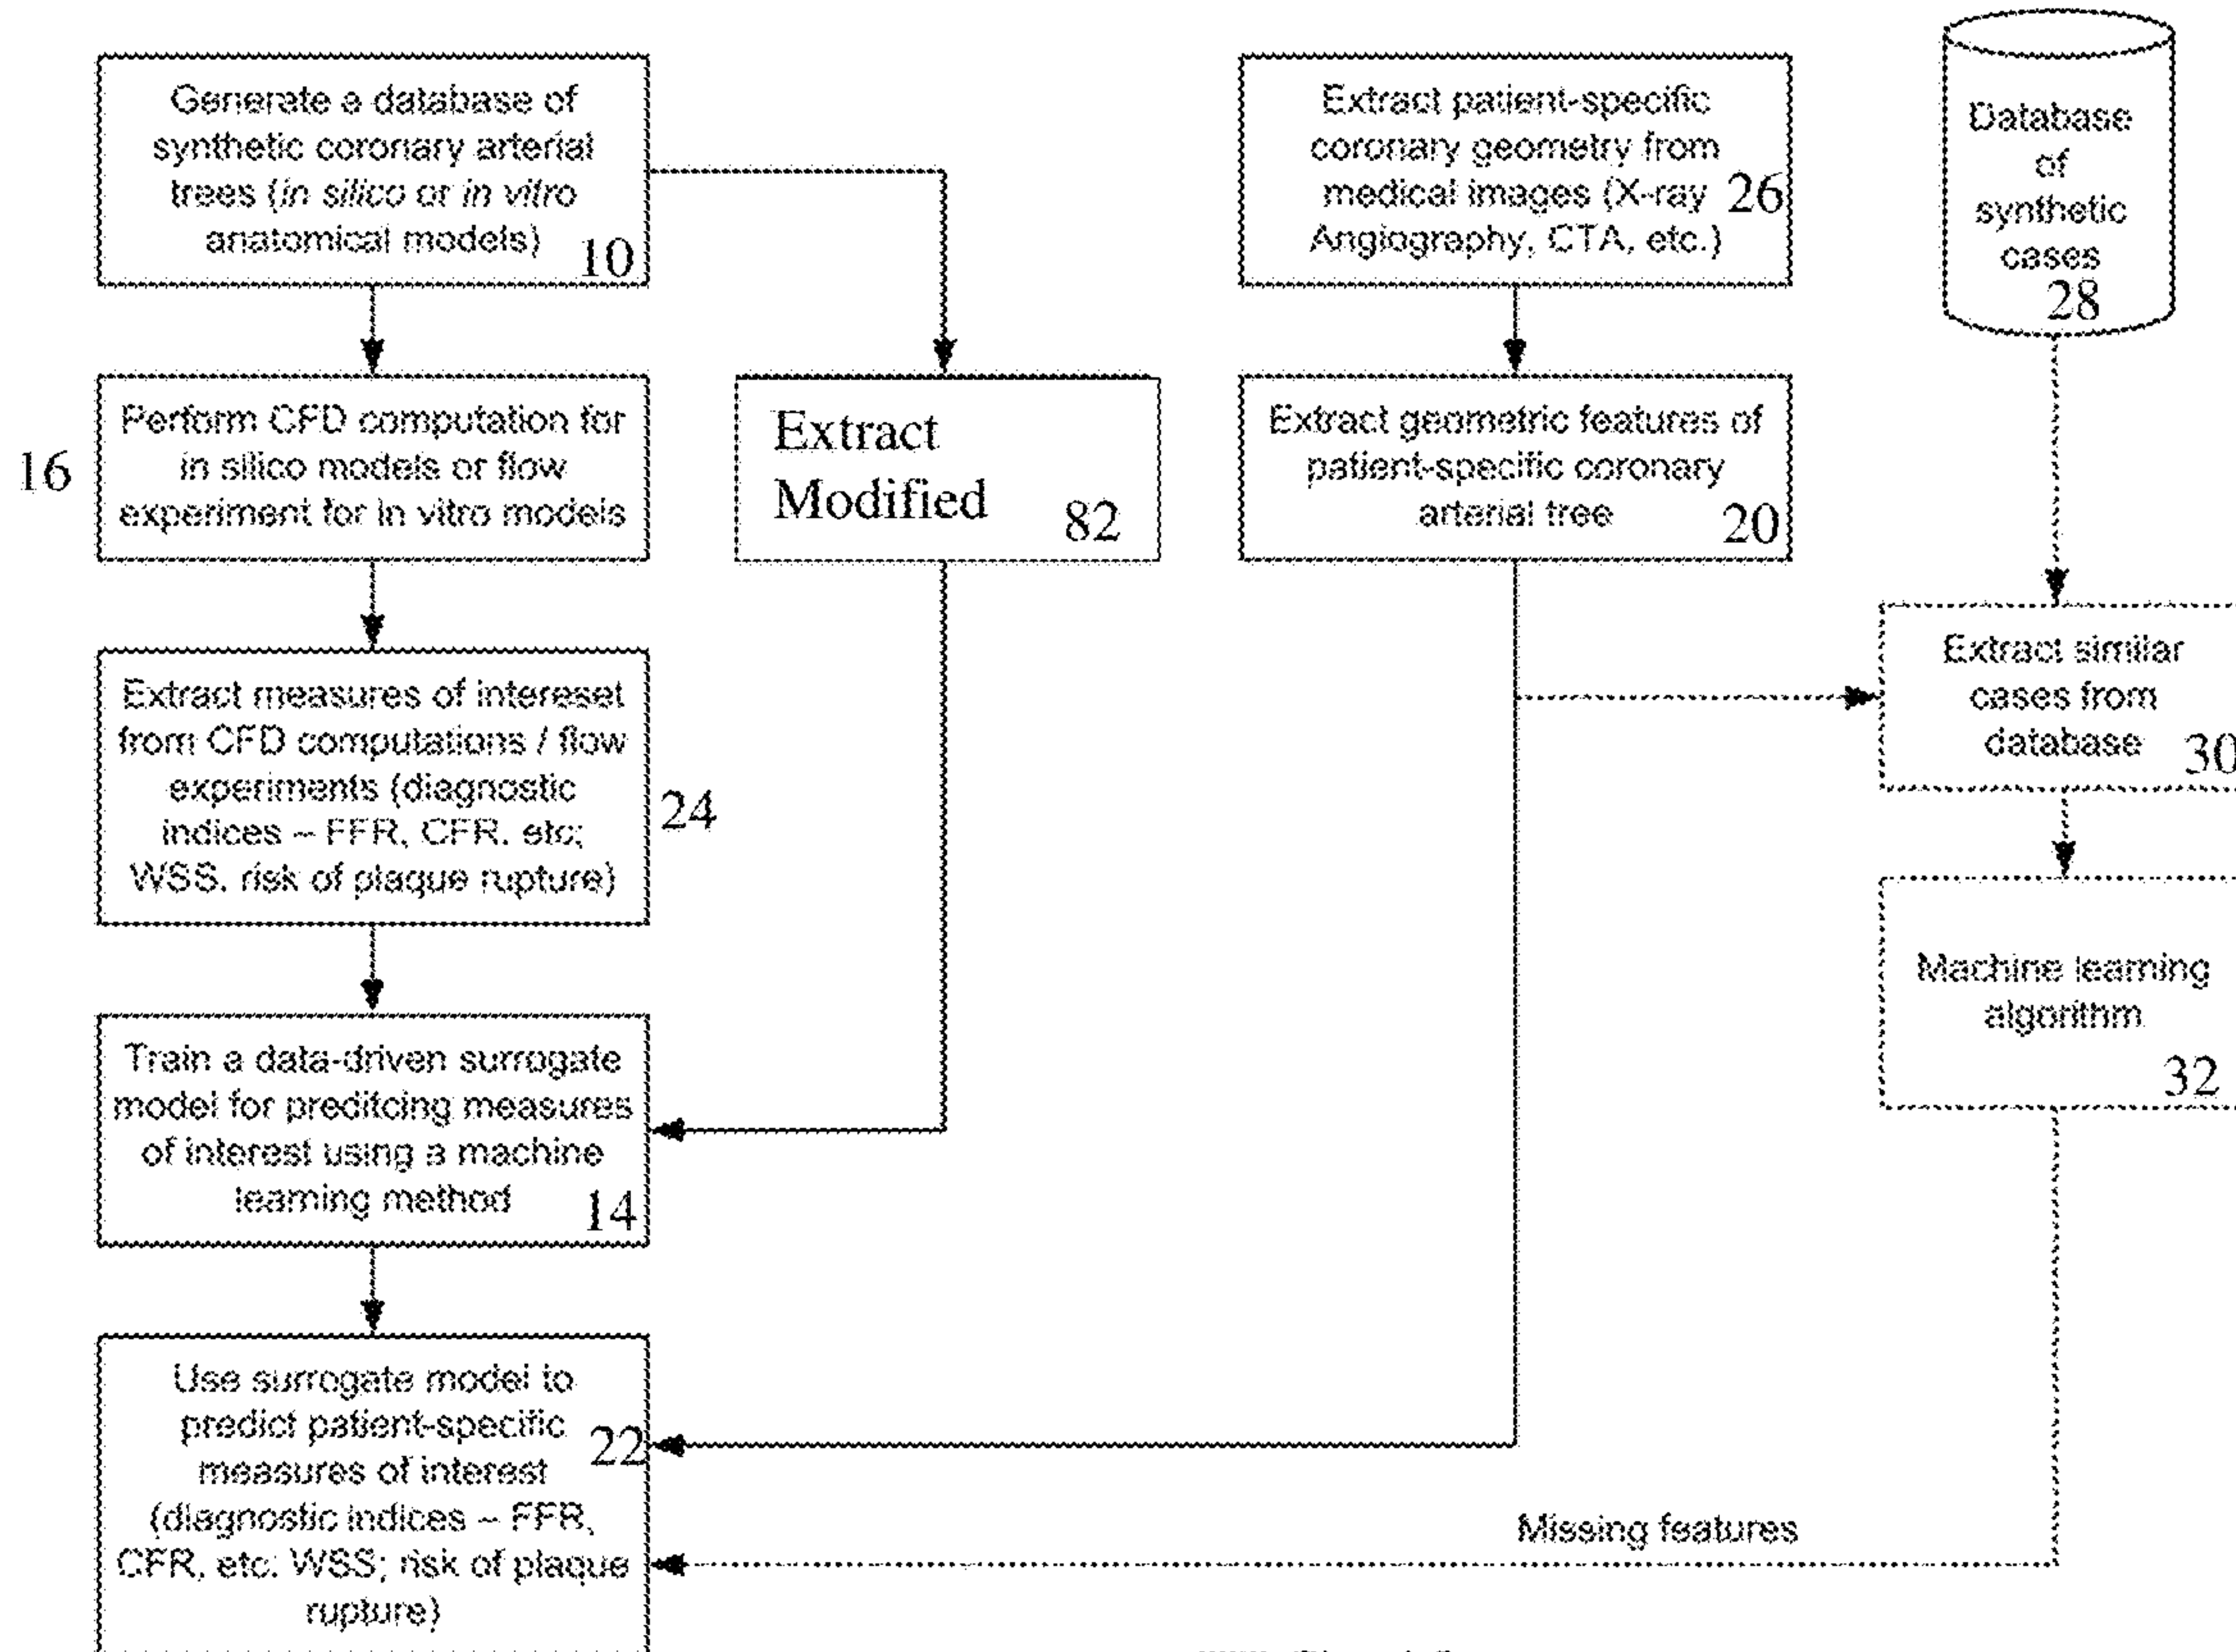 Generate a database of
synthetic coronary arterial
trees (in silico or in vitro
anatomical models)
10
16
Perform CFD computation for
in silico models or flow
experiment for in vitro models
Extract measures of intereset
from CFD computations / flow
experiments (diagnostic
indices – FFR, CFR, etc;
WSS, risk of plaque rupture)
24
Train a data-driven surrogate
model for preditcing measures
of interest using a machine
learning method
14
Use surrogate model to
predict patient-specific
measures of interest
(diagnostic indices – FFR,
CFR, etc; WSS; risk of plaque
rupture)
22
Extract
Modified
82
Extract patient-specific
coronary geometry from
medical images (X-ray
Angiography, CTA, etc.)
26
Extract geometric features of
patient-specific coronary
arterial tree
20
Database
of
synthetic
cases
28
Extract similar
cases from
database
30
Machine learning
algorithm
32
Missing features